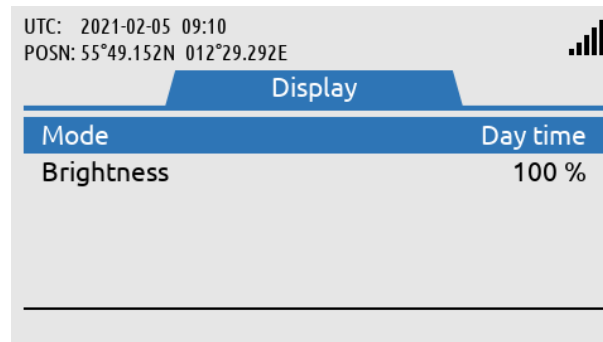 UTC: 2021-02-05 09:10
POSN: 55°49.152N 012°29.292E
Display
Mode Day time
Brightness 100 %